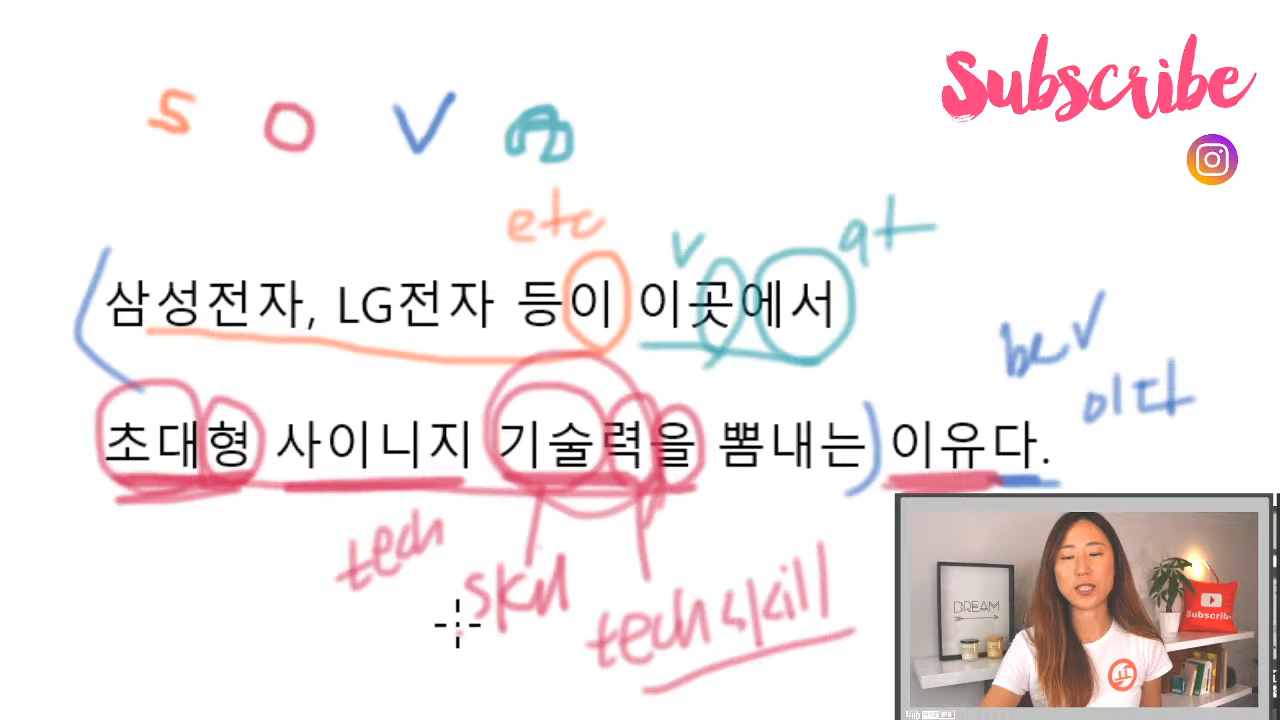 Subscribe
S O V
etc
v
at
삼성전자, LG전자 등이 이곳에서
be v
이다
초대형 사이니지 기술력을 뽐내는 이유다.
tech
skill
tech skill
DREAM
Subscribe